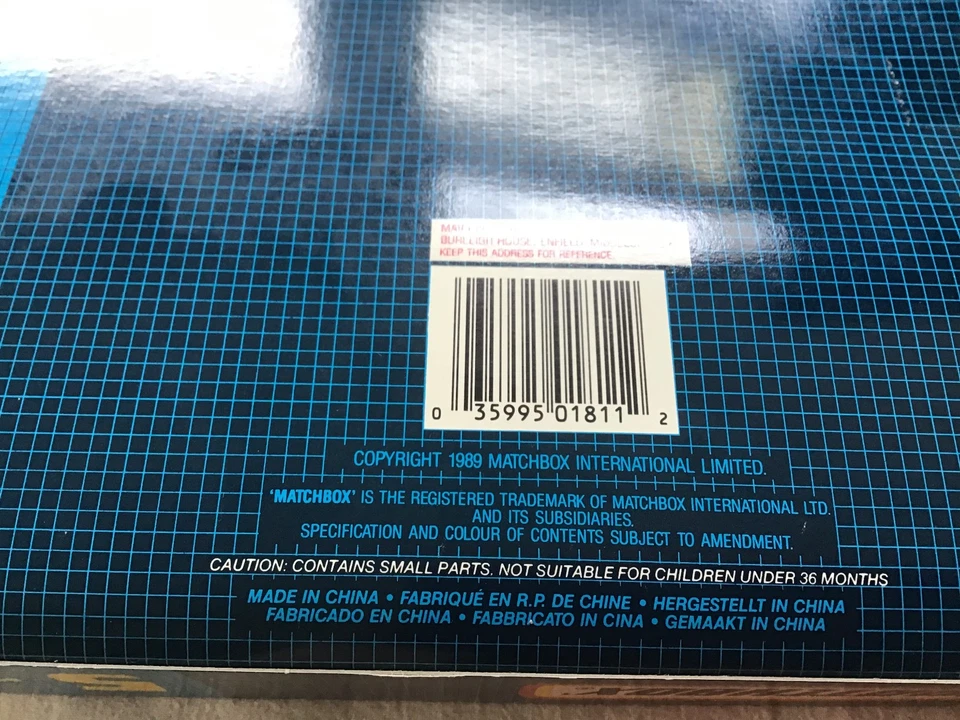 BURLEIGH HOUSE, ENFIELD
KEEP THIS ADDRESS FOR REFERENCE
0 35995 01811 2
COPYRIGHT 1989 MATCHBOX INTERNATIONAL LIMITED.
'MATCHBOX' IS THE REGISTERED TRADEMARK OF MATCHBOX INTERNATIONAL LTD.
AND ITS SUBSIDIARIES.
SPECIFICATION AND COLOUR OF CONTENTS SUBJECT TO AMENDMENT.
CAUTION: CONTAINS SMALL PARTS. NOT SUITABLE FOR CHILDREN UNDER 36 MONTHS
MADE IN CHINA • FABRIQUÉ EN R.P. DE CHINE • HERGESTELLT IN CHINA
FABRICADO EN CHINA • FABBRICATO IN CINA • GEMAAKT IN CHINA